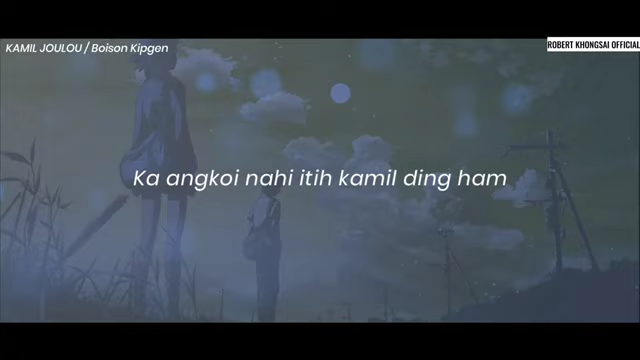 KAMIL JOULOU / Boison Kipgen
ROBERT KHONGSAI OFFICIAL
Ka angkoi nahi itih kamil ding ham